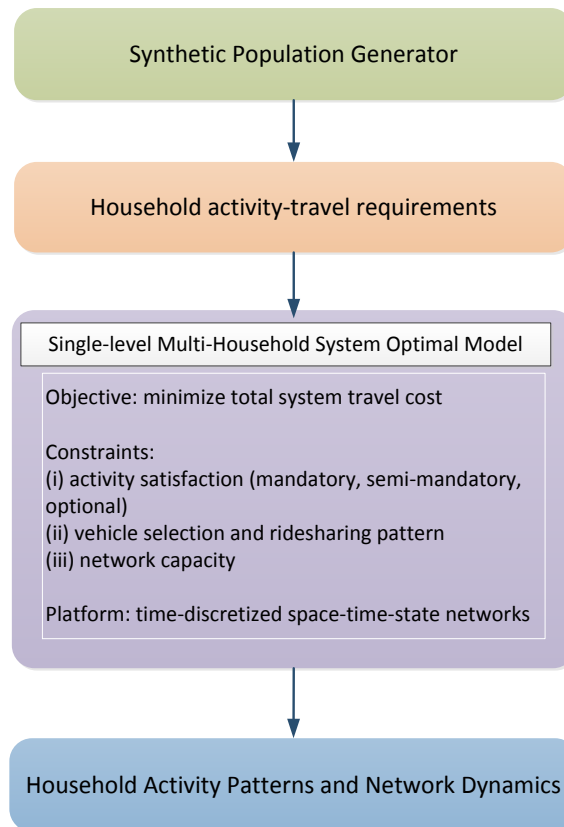 Synthetic Population Generator
Household activity-travel requirements
Single-level Multi-Household System Optimal Model
Objective: minimize total system travel cost
Constraints:
(i) activity satisfaction (mandatory, semi-mandatory,
optional)
(ii) vehicle selection and ridesharing pattern
(iii) network capacity
Platform: time-discretized space-time-state networks
Household Activity Patterns and Network Dynamics